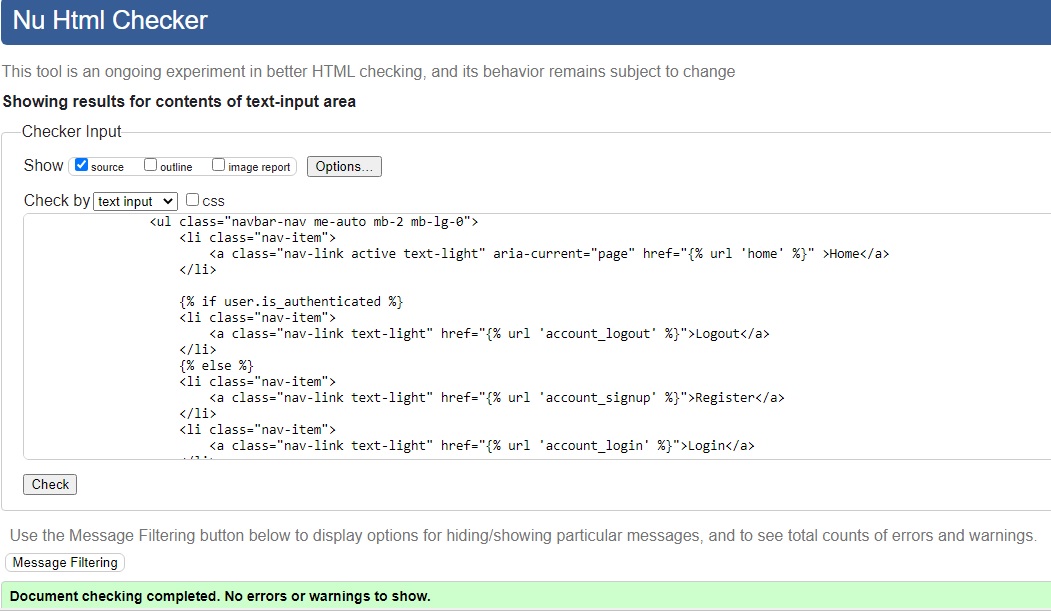 Nu Html Checker
This tool is an ongoing experiment in better HTML checking, and its behavior remains subject to change
Showing results for contents of text-input area
Checker Input
Show source outline image report Options...
Check by text input css
<ul class="navbar-nav me-auto mb-2 mb-lg-0">
<li class="nav-item">
<a class="nav-link active text-light" aria-current="page" href="{% url 'home' %}" >Home</a>
</li>
{% if user.is_authenticated %}
<li class="nav-item">
<a class="nav-link text-light" href="{% url 'account_logout' %}">Logout</a>
</li>
{% else %}
<li class="nav-item">
<a class="nav-link text-light" href="{% url 'account_signup' %}">Register</a>
</li>
<li class="nav-item">
<a class="nav-link text-light" href="{% url 'account_login' %}">Login</a>
Check
Use the Message Filtering button below to display options for hiding/showing particular messages, and to see total counts of errors and warnings.
Message Filtering
Document checking completed. No errors or warnings to show.